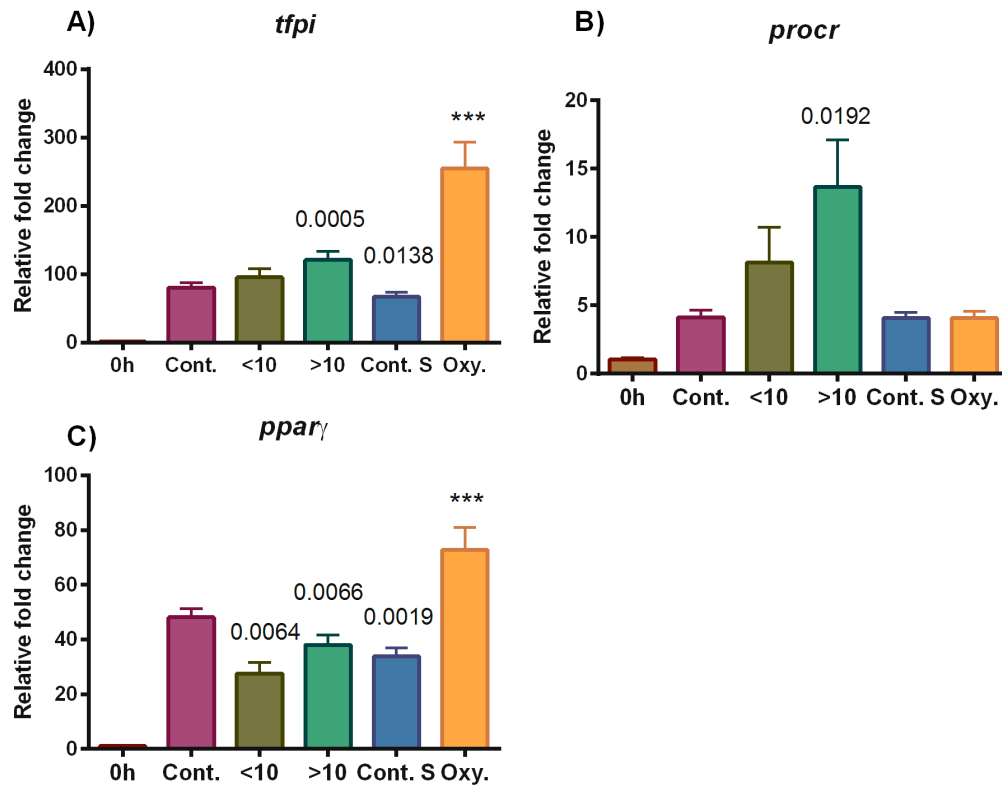 A)
tfpi
Relative fold change
400
300
200
100
0
***
0.0005
0.0138
0h Cont. <10 >10 Cont. S Oxy.
B)
procr
Relative fold change
20
15
10
5
0
0.0192
0h Cont. <10 >10 Cont. S Oxy.
C)
pparγ
Relative fold change
100
80
60
40
20
0
***
0.0066
0.0064
0.0019
0h Cont. <10 >10 Cont. S Oxy.